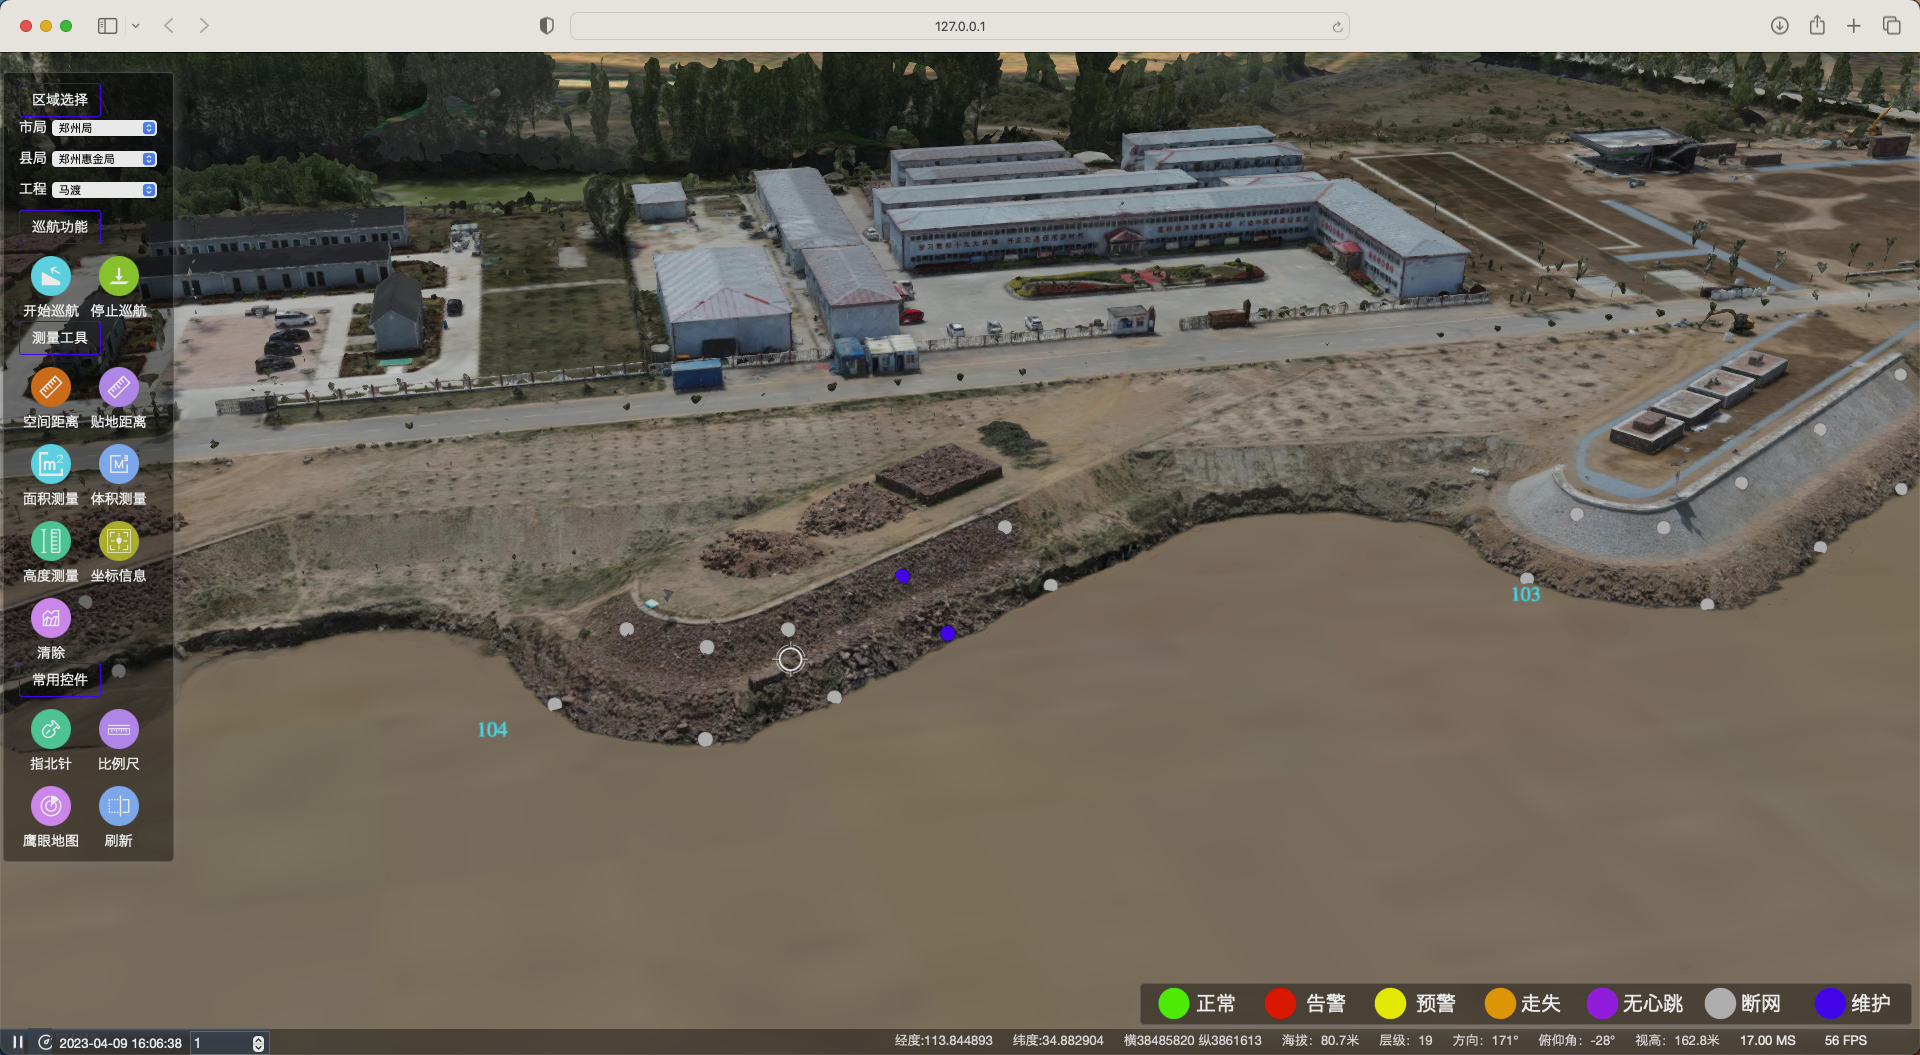 127.0.0.1
区域选择
市局 郑州局
县局 郑州惠金局
工程 马渡
巡航功能
开始巡航 停止巡航
测量工具
空间距离 贴地距离
m² M³
面积测量 体积测量
高度测量 坐标信息
清除
常用控件
指北针 比例尺
鹰眼地图 刷新
103
104
正常 告警 预警 走失 无心跳 断网 维护
2023-04-09 16:06:38 1
经度:113.844893 纬度:34.882904 横38485820 纵3861613 海拔：80.7米 层级：19 方向：171° 俯仰角：-28° 视高：162.8米 17.00 MS 56 FPS